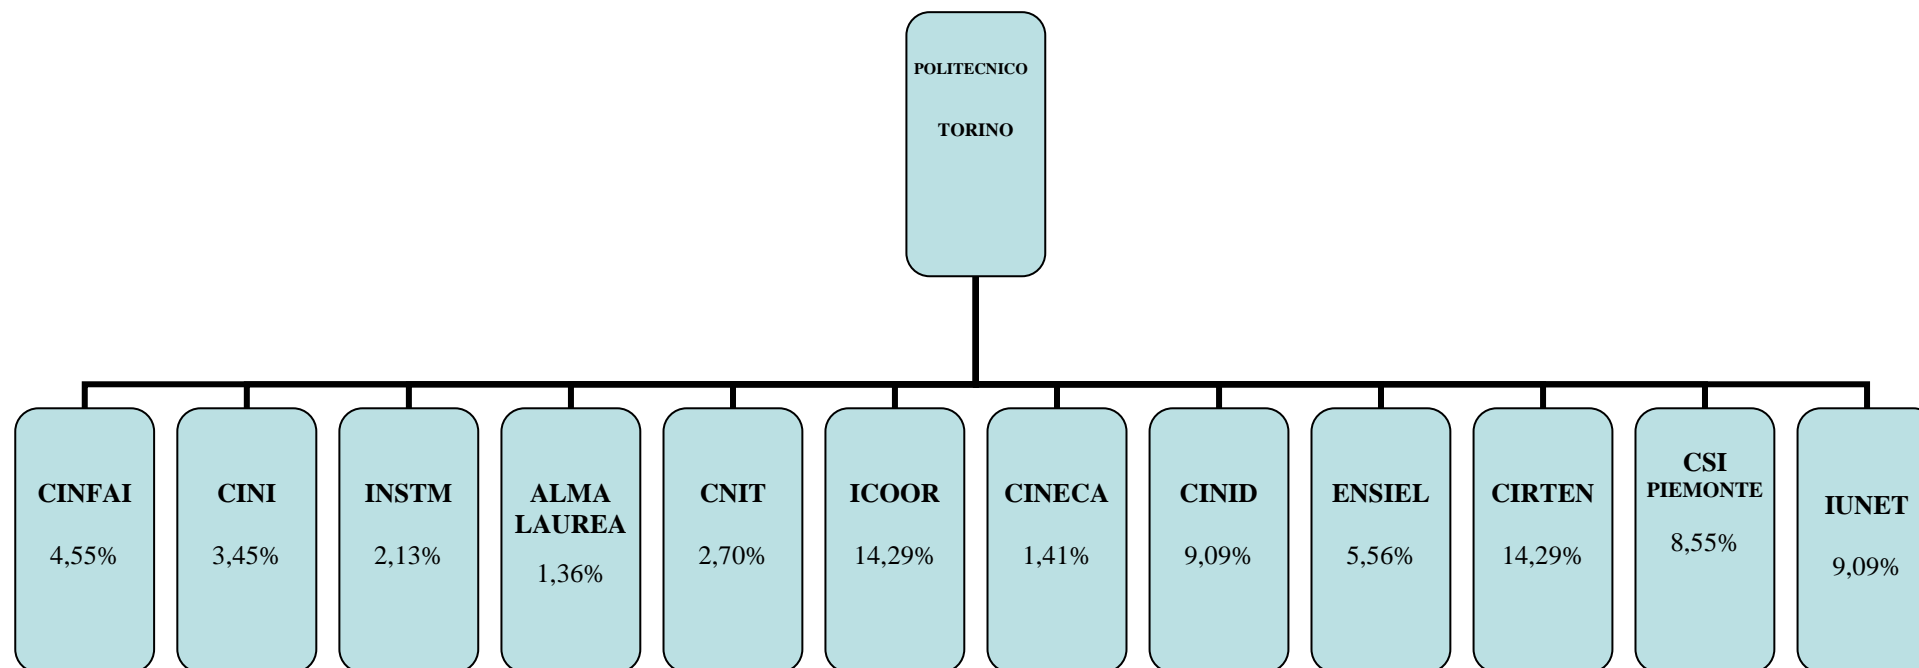 POLITECNICO
TORINO
CINFAI
4,55%
CINI
3,45%
INSTM
2,13%
ALMA
LAUREA
1,36%
CNIT
2,70%
ICOOR
14,29%
CINECA
1,41%
CINID
9,09%
ENSIEL
5,56%
CIRTEN
14,29%
CSI
PIEMONTE
8,55%
IUNET
9,09%